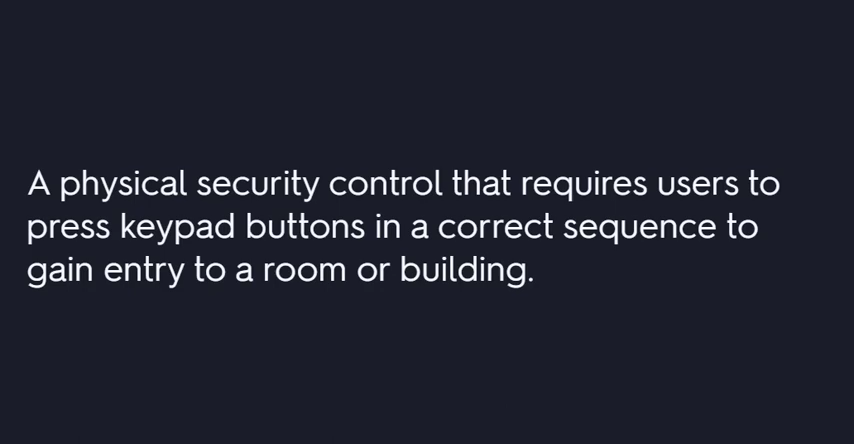 A physical security control that requires users to
press keypad buttons in a correct sequence to
gain entry to a room or building.